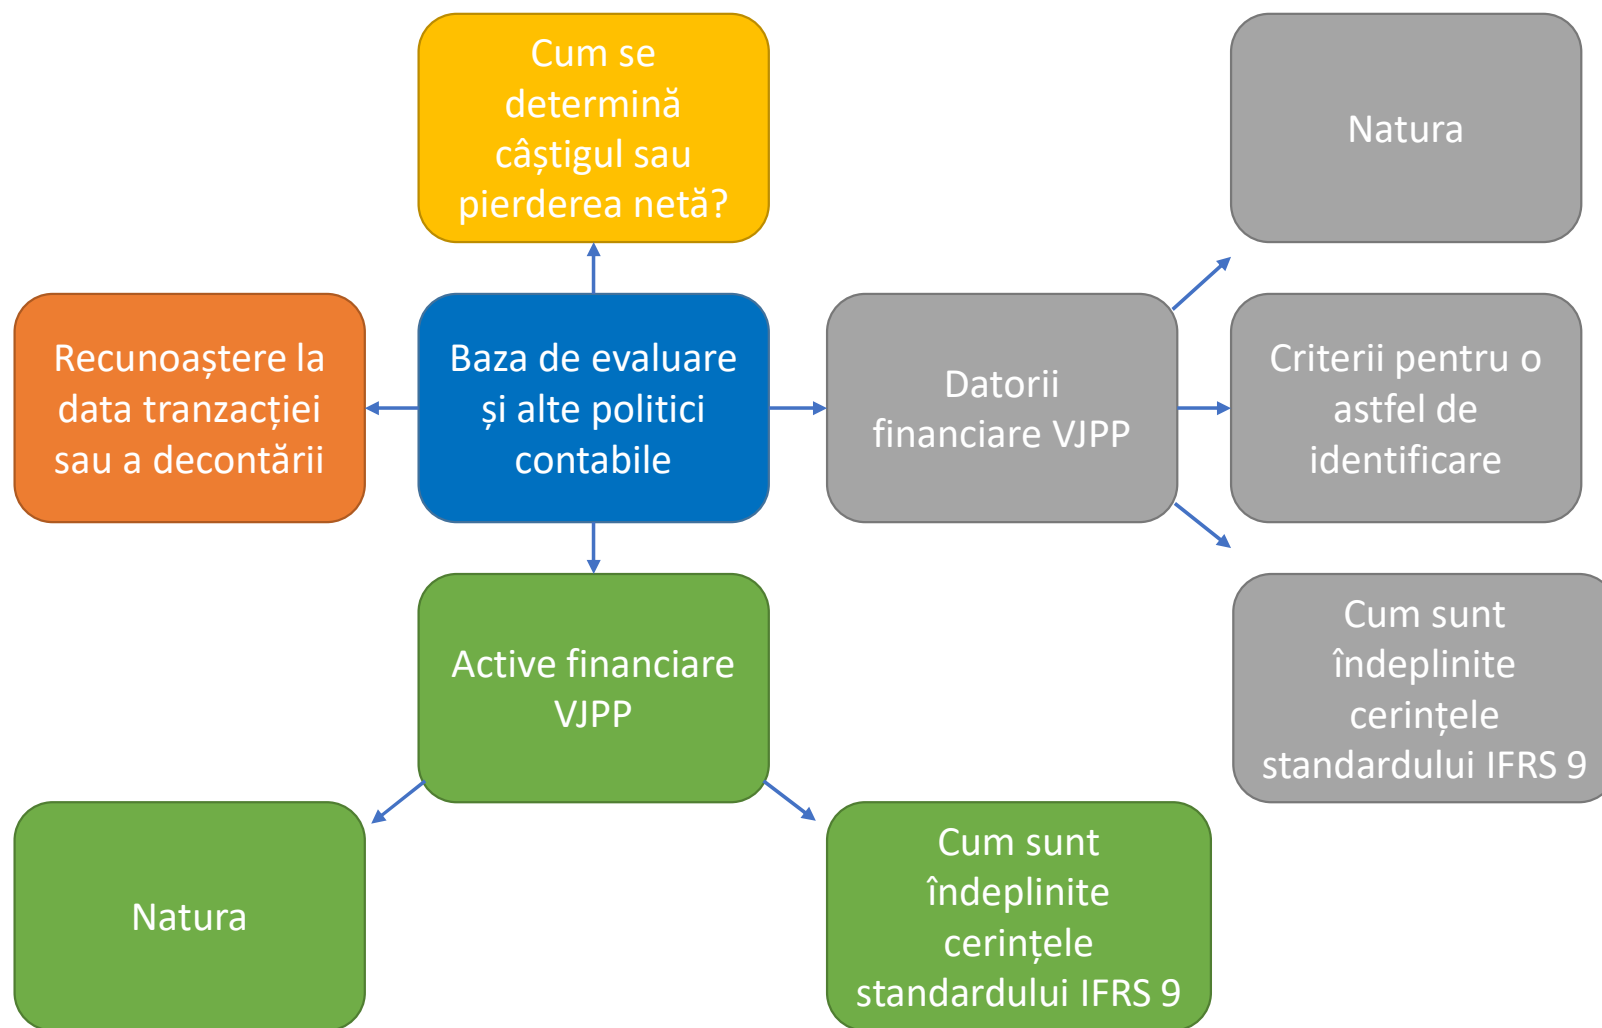 Cum se
determină
câștigul sau
pierderea netă?
Natura
Recunoaștere la
data tranzacției
sau a decontării
Baza de evaluare
și alte politici
contabile
Datorii
financiare VJPP
Criterii pentru o
astfel de
identificare
Active financiare
VJPP
Cum sunt
îndeplinite
cerințele
standardului IFRS 9
Natura
Cum sunt
îndeplinite
cerințele
standardului IFRS 9